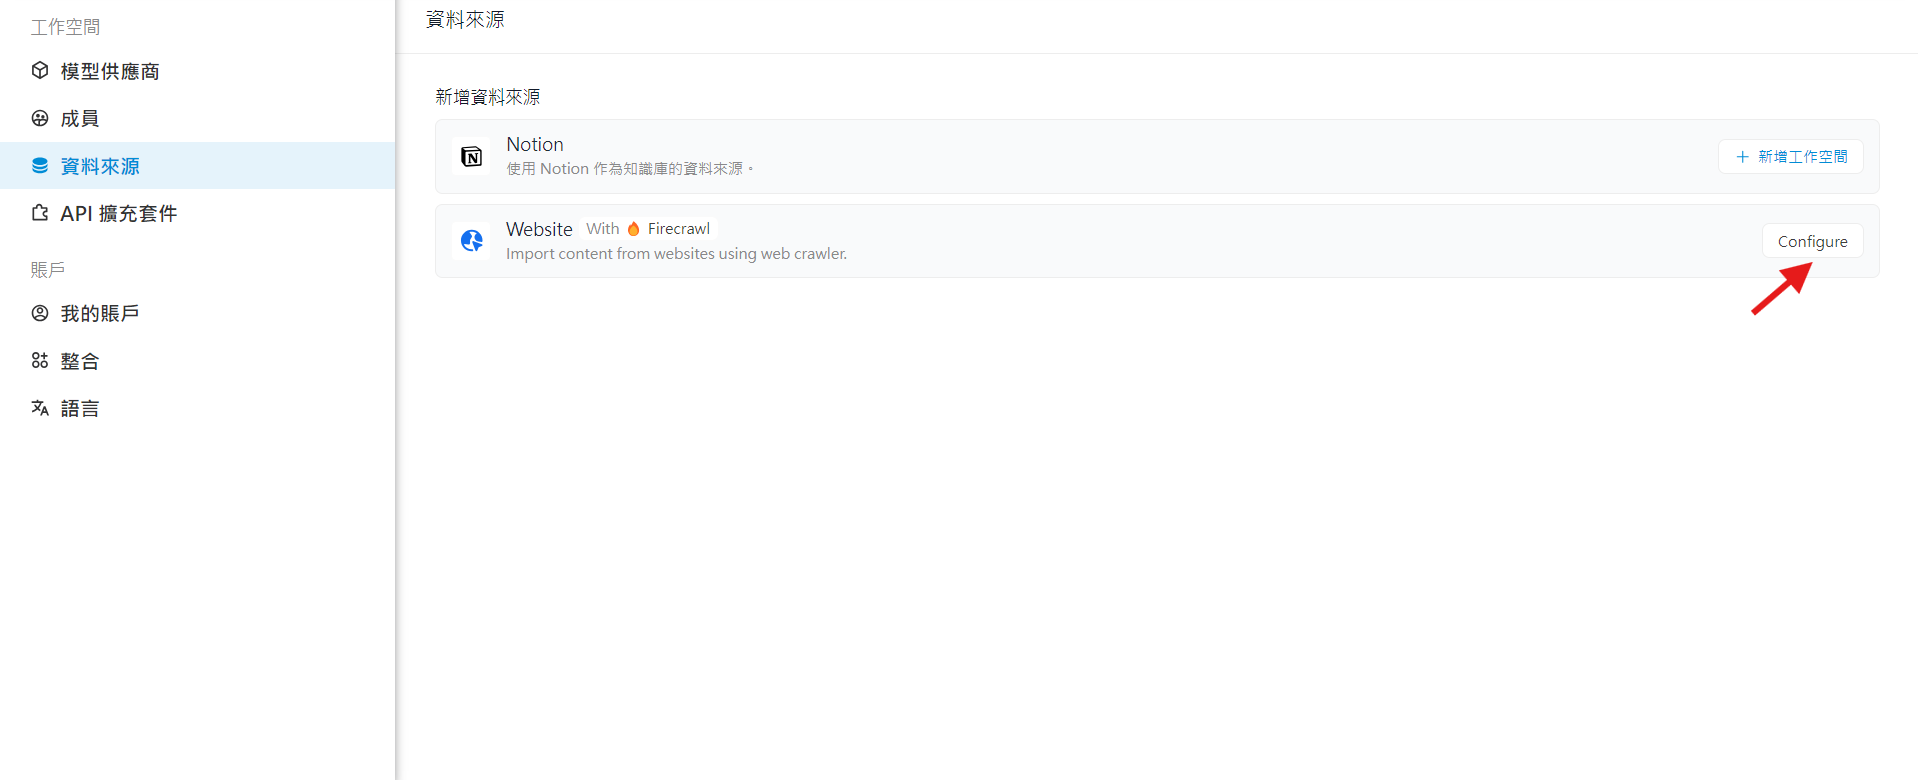 工作空間
模型供應商
成員
資料來源
API 擴充套件
賬戶
我的賬戶
整合
語言
資料來源
新增資料來源
Notion
使用 Notion 作為知識庫的資料來源。
新增工作空間
Website With Firecrawl
Import content from websites using web crawler.
Configure